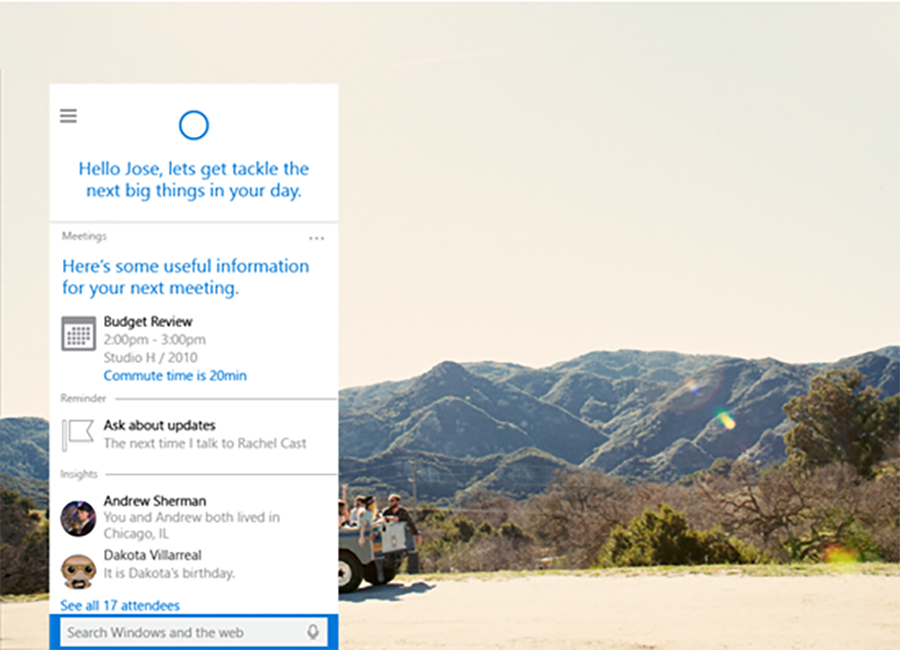 Hello Jose, lets get tackle the
next big things in your day.
Meetings
Here's some useful information
for your next meeting.
Budget Review
2:00pm - 3:00pm
Studio H / 2010
Commute time is 20min
Reminder
Ask about updates
The next time I talk to Rachel Cast
Insights
Andrew Sherman
You and Andrew both lived in
Chicago, IL
Dakota Villarreal
It is Dakota's birthday.
See all 17 attendees
Search Windows and the web